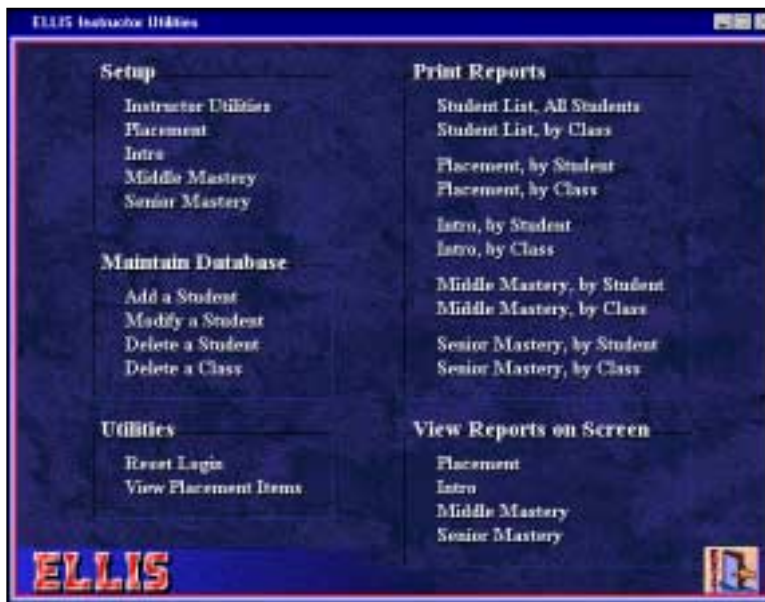 ELLIS Instructor Utilities
Setup
Instructor Utilities
Placement
Intro
Middle Mastery
Senior Mastery
Maintain Database
Add a Student
Modify a Student
Delete a Student
Delete a Class
Utilities
Reset Login
View Placement Items
Print Reports
Student List, All Students
Student List, by Class
Placement, by Student
Placement, by Class
Intro, by Student
Intro, by Class
Middle Mastery, by Student
Middle Mastery, by Class
Senior Mastery, by Student
Senior Mastery, by Class
View Reports on Screen
Placement
Intro
Middle Mastery
Senior Mastery
ELLIS